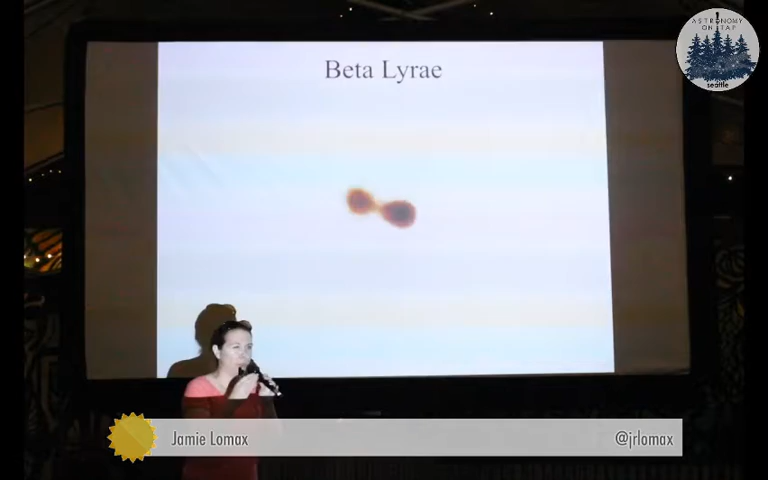 ASTRONOMY
ON TAP
seattle
Beta Lyrae
Jamie Lomax
@jrlomax